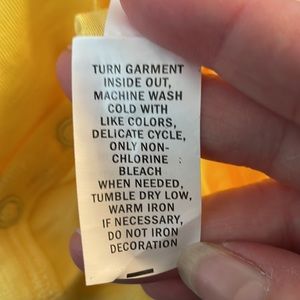 TURN GARMENT
INSIDE OUT,
MACHINE WASH
COLD WITH
LIKE COLORS,
DELICATE CYCLE,
ONLY NON-
CHLORINE
BLEACH
WHEN NEEDED,
TUMBLE DRY LOW,
WARM IRON
IF NECESSARY,
DO NOT IRON
DECORATION